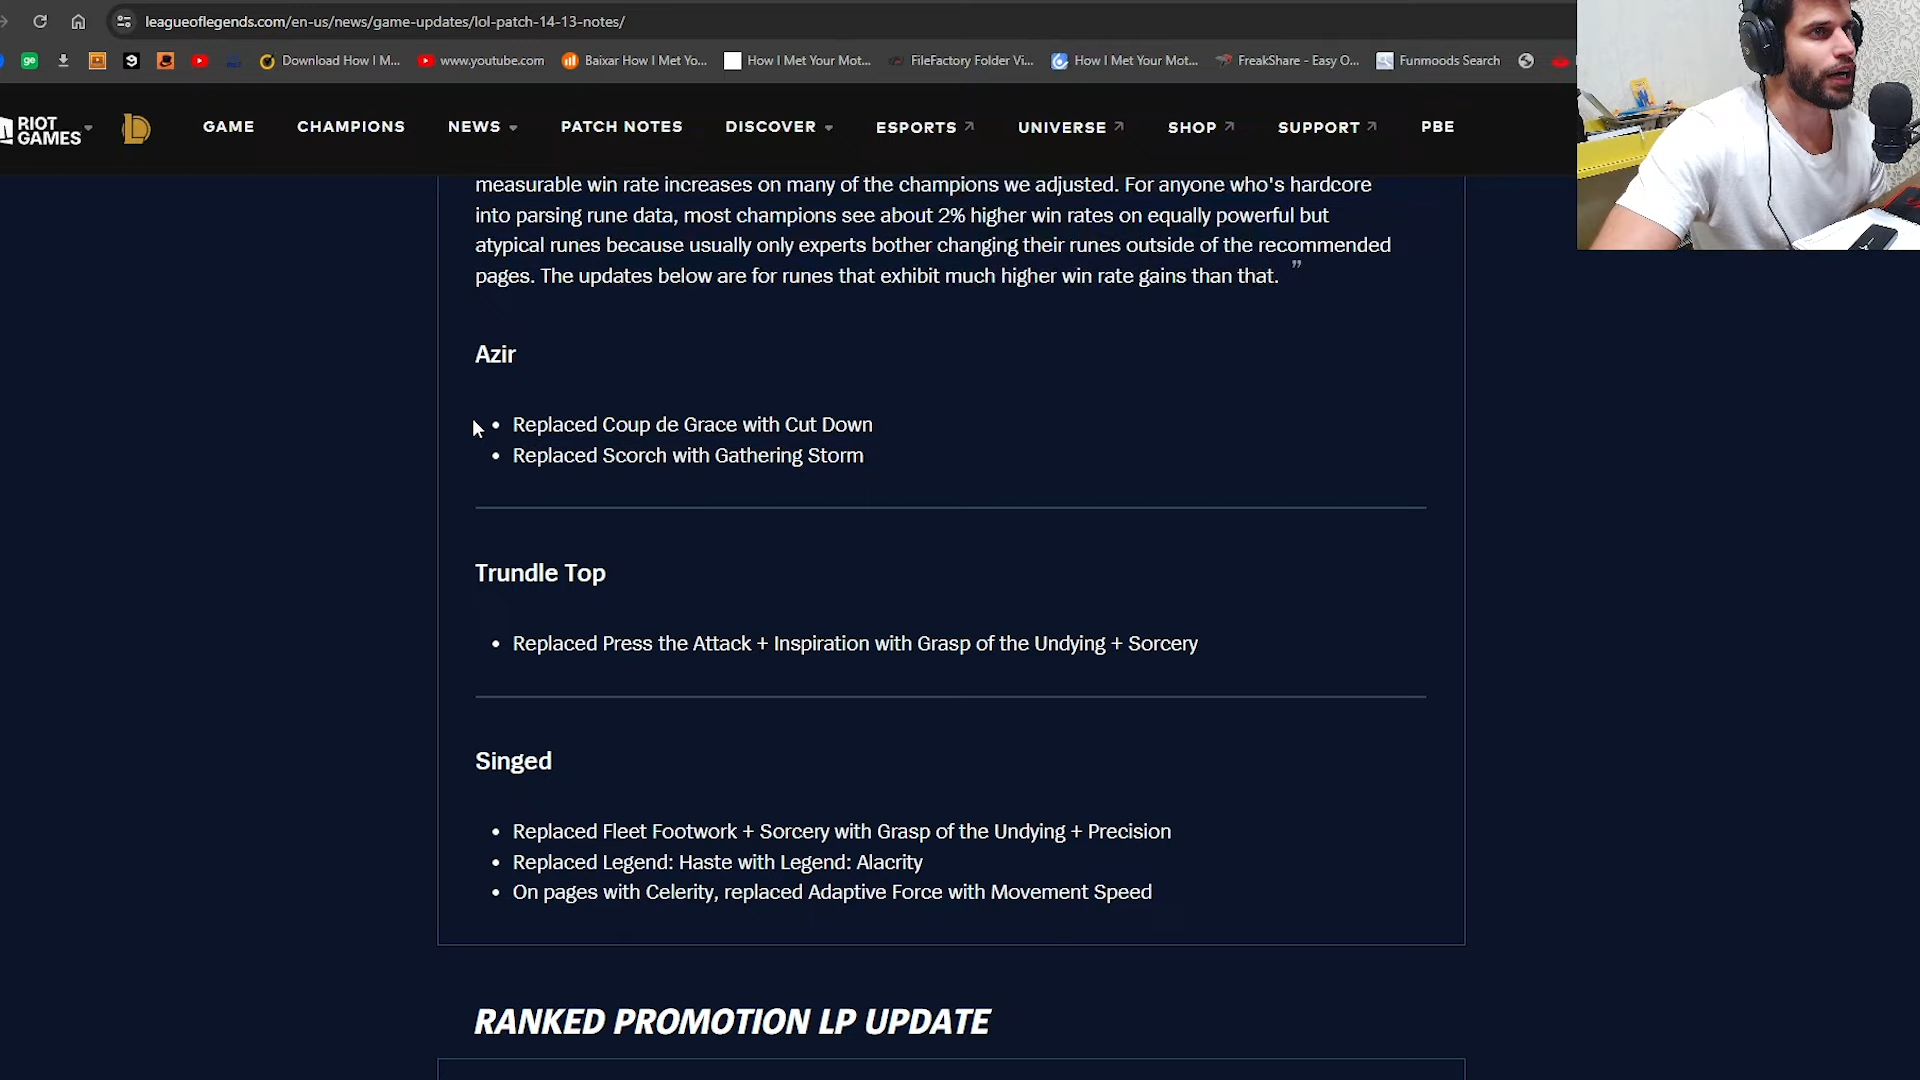 leagueoflegends.com/en-us/news/game-updates/lol-patch-14-13-notes/
ge
9
Download How I M...
www.youtube.com
Baixar How I Met Yo...
How I Met Your Mot...
FileFactory Folder Vi...
How I Met Your Mot...
FreakShare - Easy O...
Funmoods Search
RIOT
GAMES
GAME
CHAMPIONS
NEWS
PATCH NOTES
DISCOVER
ESPORTS
UNIVERSE
SHOP
SUPPORT
PBE
measurable win rate increases on many of the champions we adjusted. For anyone who's hardcore
into parsing rune data, most champions see about 2% higher win rates on equally powerful but
atypical runes because usually only experts bother changing their runes outside of the recommended
pages. The updates below are for runes that exhibit much higher win rate gains than that. ”
Azir
• Replaced Coup de Grace with Cut Down
• Replaced Scorch with Gathering Storm
Trundle Top
• Replaced Press the Attack + Inspiration with Grasp of the Undying + Sorcery
Singed
• Replaced Fleet Footwork + Sorcery with Grasp of the Undying + Precision
• Replaced Legend: Haste with Legend: Alacrity
• On pages with Celerity, replaced Adaptive Force with Movement Speed
RANKED PROMOTION LP UPDATE